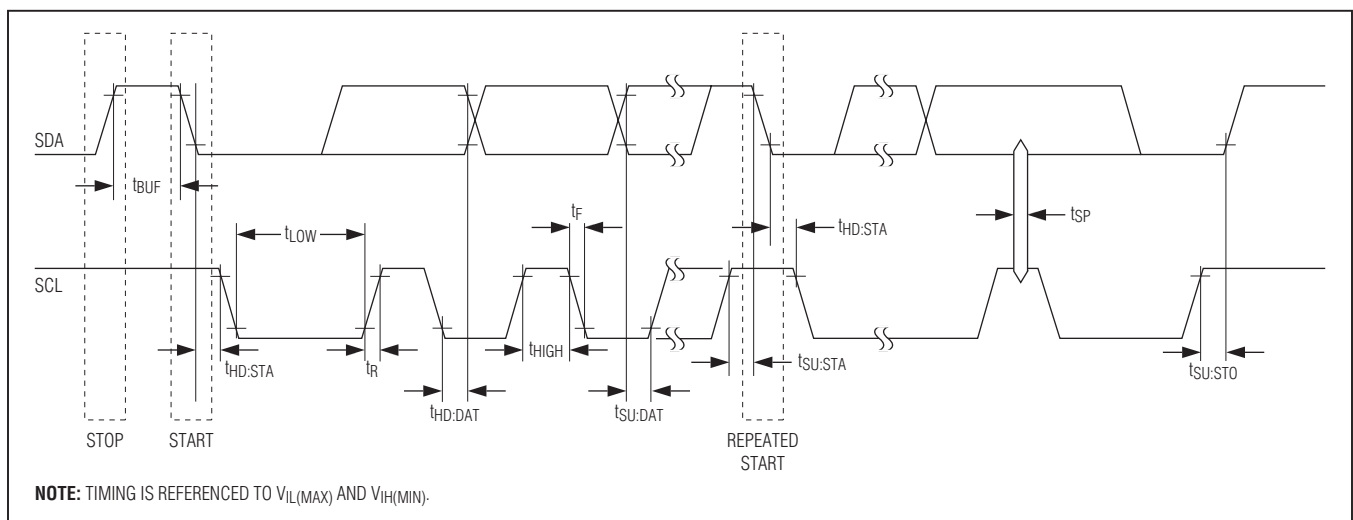 SDA
tBUF
tF
tSP
tLOW
tHD:STA
SCL
tHD:STA
tR
tHIGH
tSU:STA
tSU:STO
tHD:DAT
tSU:DAT
STOP
START
REPEATED
START
NOTE: TIMING IS REFERENCED TO VIL(MAX) AND VIH(MIN).